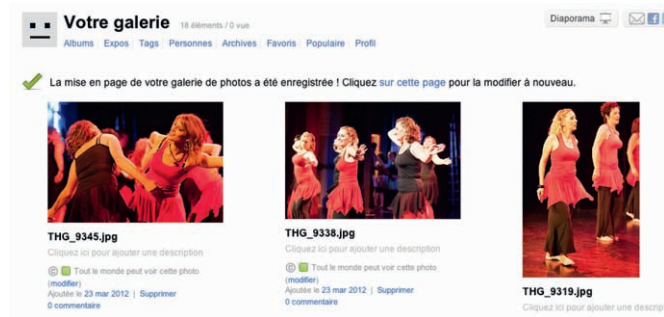 Votre galerie 18 éléments / 0 vue
Diaporama
Albums Expos Tags Personnes Archives Favoris Populaire Profil
La mise en page de votre galerie de photos a été enregistrée ! Cliquez sur cette page pour la modifier à nouveau.
THG_9345.jpg
Cliquez ici pour ajouter une description
© Tout le monde peut voir cette photo
(modifier)
Ajoutée le 23 mar 2012 | Supprimer
0 commentaire
THG_9338.jpg
Cliquez ici pour ajouter une description
© Tout le monde peut voir cette photo
(modifier)
Ajoutée le 23 mar 2012 | Supprimer
0 commentaire
THG_9319.jpg
Cliquez ici pour ajouter une descrip